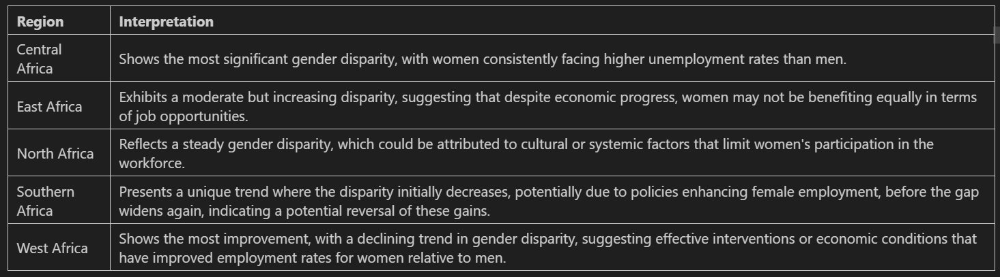 Region Interpretation
Central
Africa
Shows the most significant gender disparity, with women consistently facing higher unemployment rates than men.
East Africa
Exhibits a moderate but increasing disparity, suggesting that despite economic progress, women may not be benefiting equally in terms
of job opportunities.
North Africa
Reflects a steady gender disparity, which could be attributed to cultural or systemic factors that limit women's participation in the
workforce.
Southern
Africa
Presents a unique trend where the disparity initially decreases, potentially due to policies enhancing female employment, before the gap
widens again, indicating a potential reversal of these gains.
West Africa
Shows the most improvement, with a declining trend in gender disparity, suggesting effective interventions or economic conditions that
have improved employment rates for women relative to men.